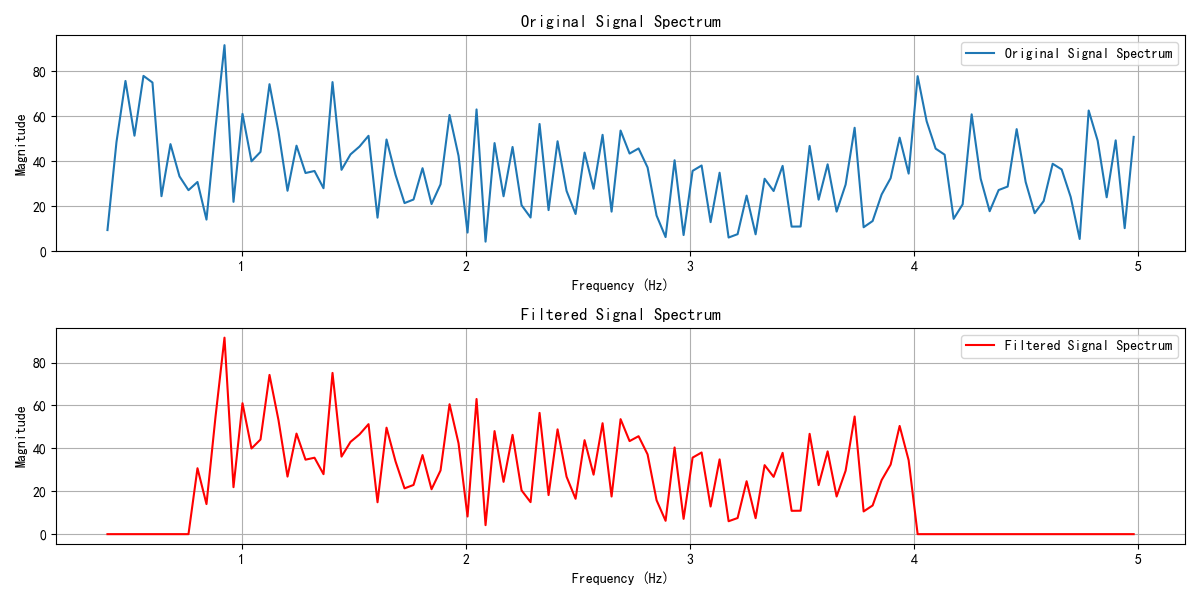 Original Signal Spectrum
Original Signal Spectrum
Magnitude
80
60
40
20
0
1
2
3
4
5
Frequency (Hz)
Filtered Signal Spectrum
Filtered Signal Spectrum
Magnitude
80
60
40
20
0
1
2
3
4
5
Frequency (Hz)